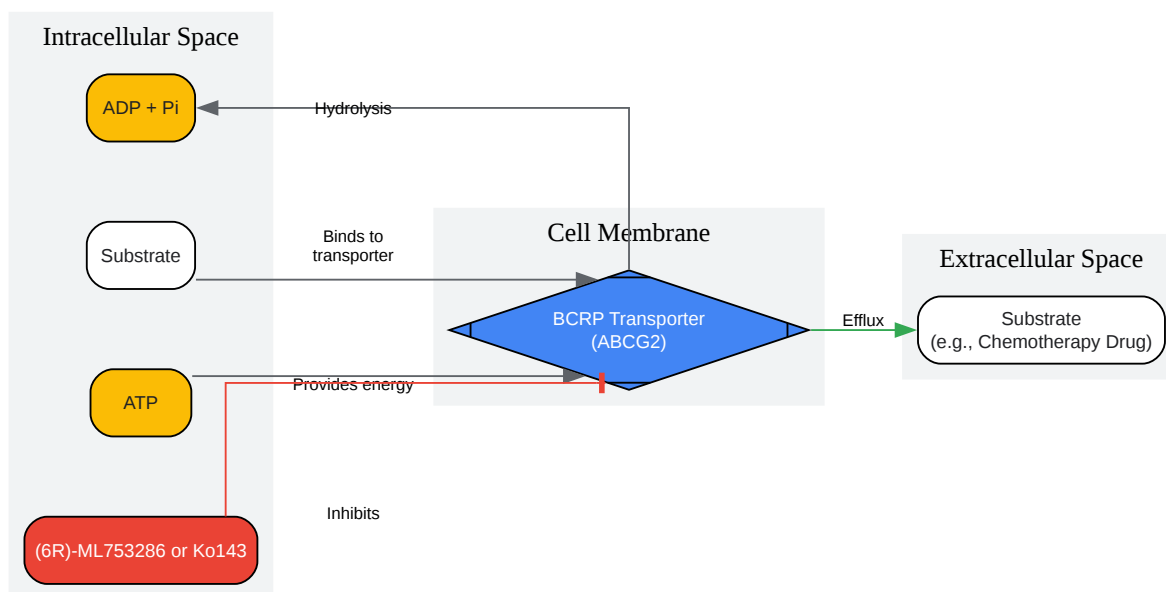 Intracellular Space
ADP + Pi
Hydrolysis
Substrate
Binds to
transporter
Cell Membrane
BCRP Transporter
(ABCG2)
Efflux
Extracellular Space
Substrate
(e.g., Chemotherapy Drug)
ATP
Provides energy
Inhibits
(6R)-ML753286 or Ko143